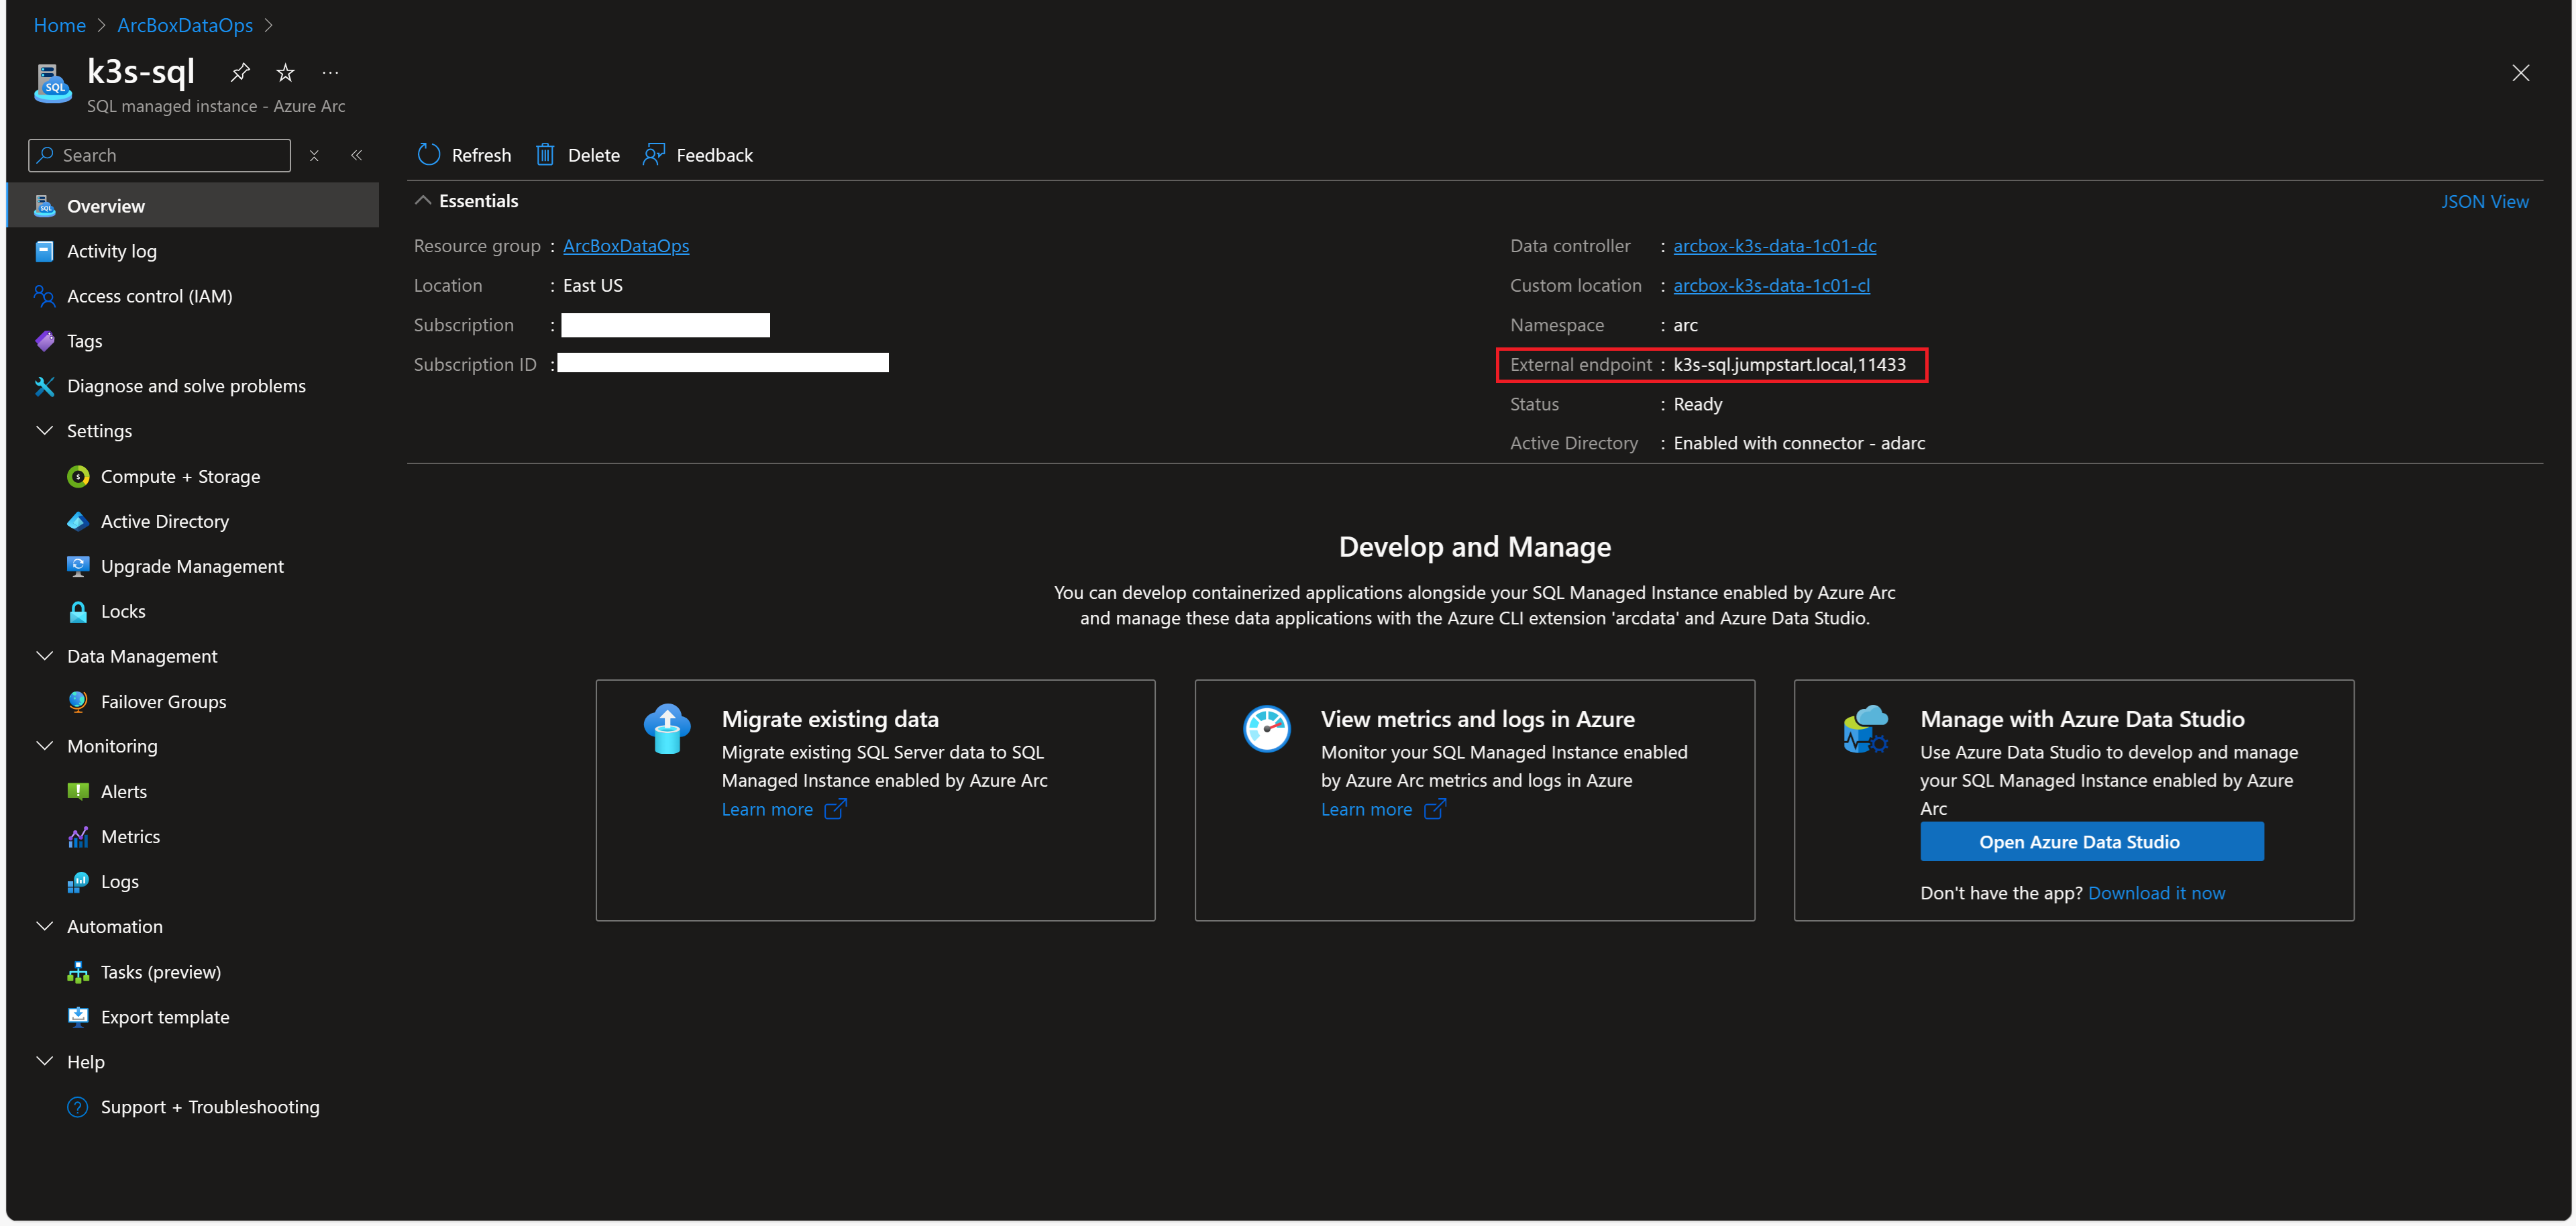 Home > ArcBoxDataOps >
k3s-sql
SQL managed instance - Azure Arc
Search
Refresh
Delete
Feedback
Overview
Activity log
Access control (IAM)
Tags
Diagnose and solve problems
Settings
Compute + Storage
Active Directory
Upgrade Management
Locks
Data Management
Failover Groups
Monitoring
Alerts
Metrics
Logs
Automation
Tasks (preview)
Export template
Help
Support + Troubleshooting
Essentials
JSON View
Resource group : ArcBoxDataOps
Location : East US
Subscription :
Subscription ID :
Data controller : arcbox-k3s-data-1c01-dc
Custom location : arcbox-k3s-data-1c01-cl
Namespace : arc
External endpoint : k3s-sql.jumpstart.local,11433
Status : Ready
Active Directory : Enabled with connector - adarc
Develop and Manage
You can develop containerized applications alongside your SQL Managed Instance enabled by Azure Arc
and manage these data applications with the Azure CLI extension 'arcdata' and Azure Data Studio.
Migrate existing data
Migrate existing SQL Server data to SQL
Managed Instance enabled by Azure Arc
Learn more
View metrics and logs in Azure
Monitor your SQL Managed Instance enabled
by Azure Arc metrics and logs in Azure
Learn more
Manage with Azure Data Studio
Use Azure Data Studio to develop and manage
your SQL Managed Instance enabled by Azure
Arc
Open Azure Data Studio
Don't have the app? Download it now